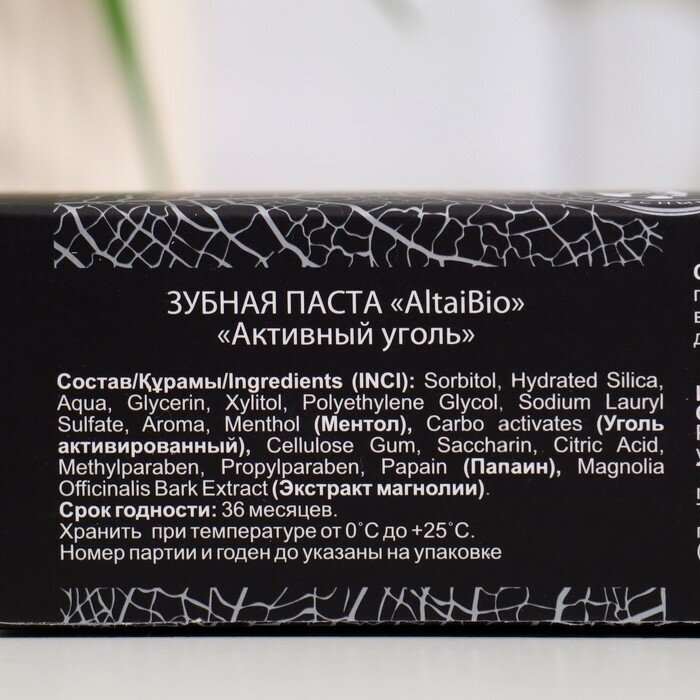 ЗУБНАЯ ПАСТА «AltaiBio»
«Активный уголь»
Состав/Құрамы/Ingredients (INCI): Sorbitol, Hydrated Silica,
Aqua, Glycerin, Xylitol, Polyethylene Glycol, Sodium Lauryl
Sulfate, Aroma, Menthol (Ментол), Carbo activates (Уголь
активированный), Cellulose Gum, Saccharin, Citric Acid,
Methylparaben, Propylparaben, Papain (Папаин), Magnolia
Officinalis Bark Extract (Экстракт магнолии).
Срок годности: 36 месяцев.
Хранить при температуре от 0˚C до +25˚C.
Номер партии и годен до указаны на упаковке